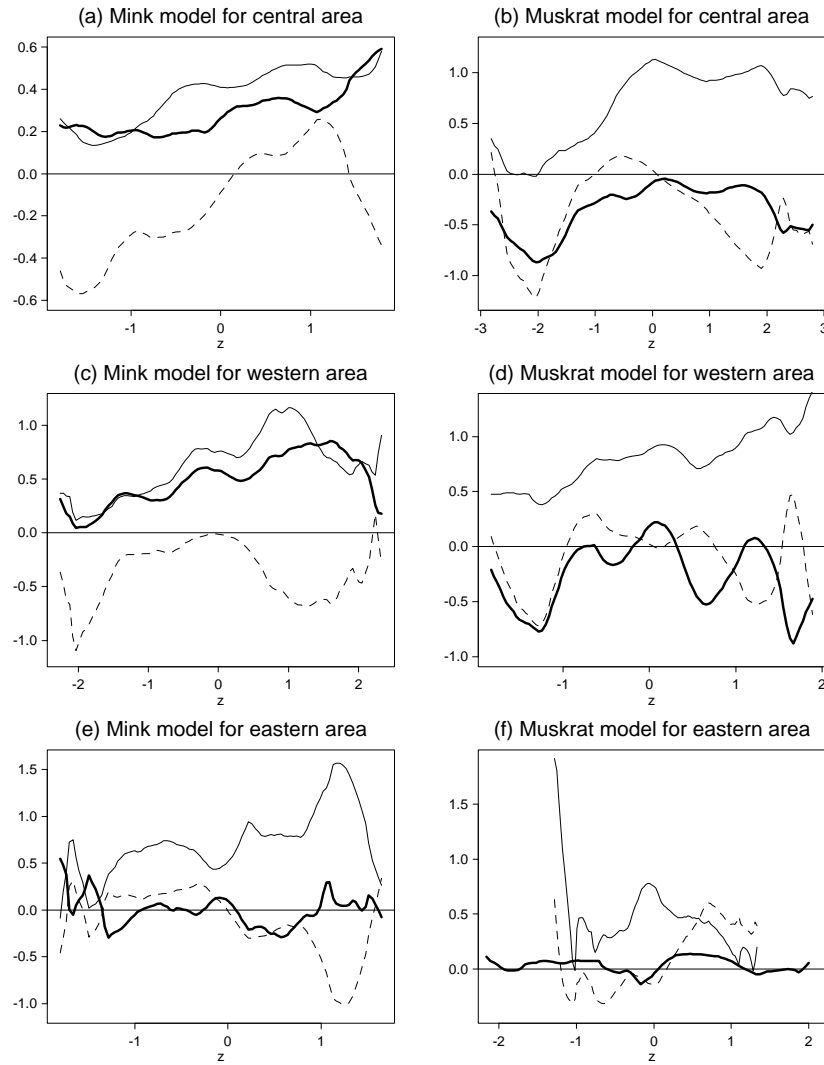 (a) Mink model for central area
0.6
0.4
0.2
0.0
-0.2
-0.4
-0.6
-1 0 1
z
(b) Muskrat model for central area
1.0
0.5
0.0
-0.5
-1.0
-3 -2 -1 0 1 2 3
z
(c) Mink model for western area
1.0
0.5
0.0
-0.5
-1.0
-2 -1 0 1 2
z
(d) Muskrat model for western area
1.0
0.5
0.0
-0.5
-1.0
-1 0 1 2
z
(e) Mink model for eastern area
1.5
1.0
0.5
0.0
-0.5
-1.0
-1 0 1
z
(f) Muskrat model for eastern area
1.5
1.0
0.5
0.0
-2 -1 0 1 2
z